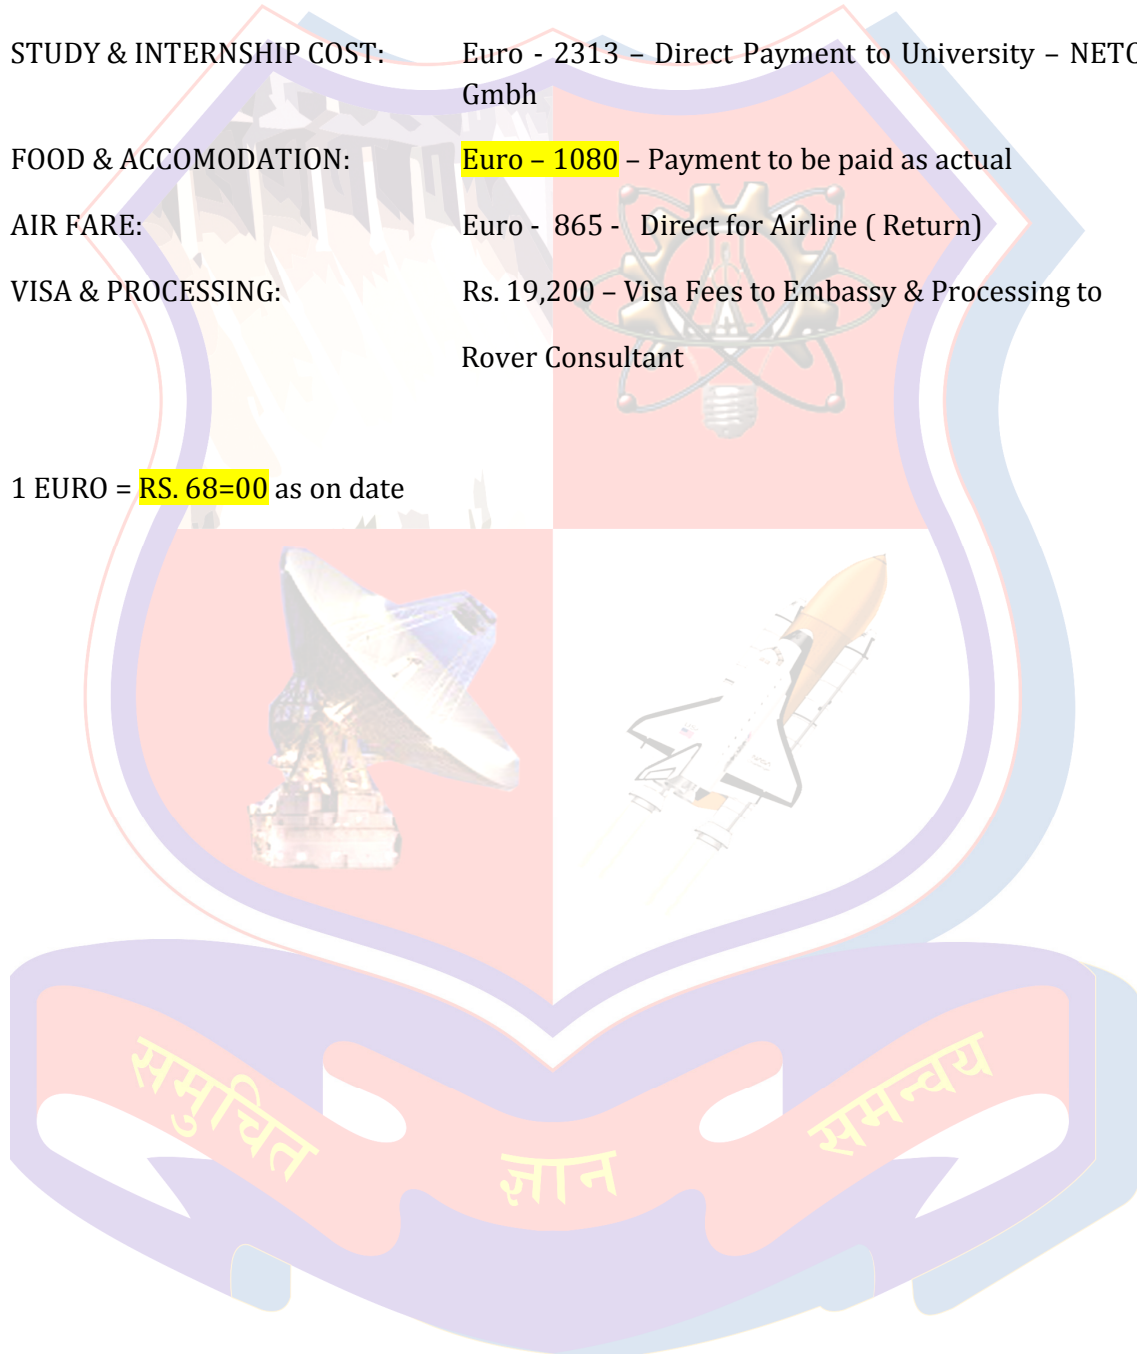 STUDY & INTERNSHIP COST: Euro - 2313 – Direct Payment to University –
Gmbh
FOOD & ACCOMODATION: Euro – 1080 – Payment to be paid as actual
AIR FARE: Euro - 865 - Direct for Airline ( Return)
VISA & PROCESSING: Rs. 19,200 – Visa Fees to Embassy & Processing to
Rover Consultant
1 EURO = RS. 68=00 as on date
समुचित ज्ञान समन्वय